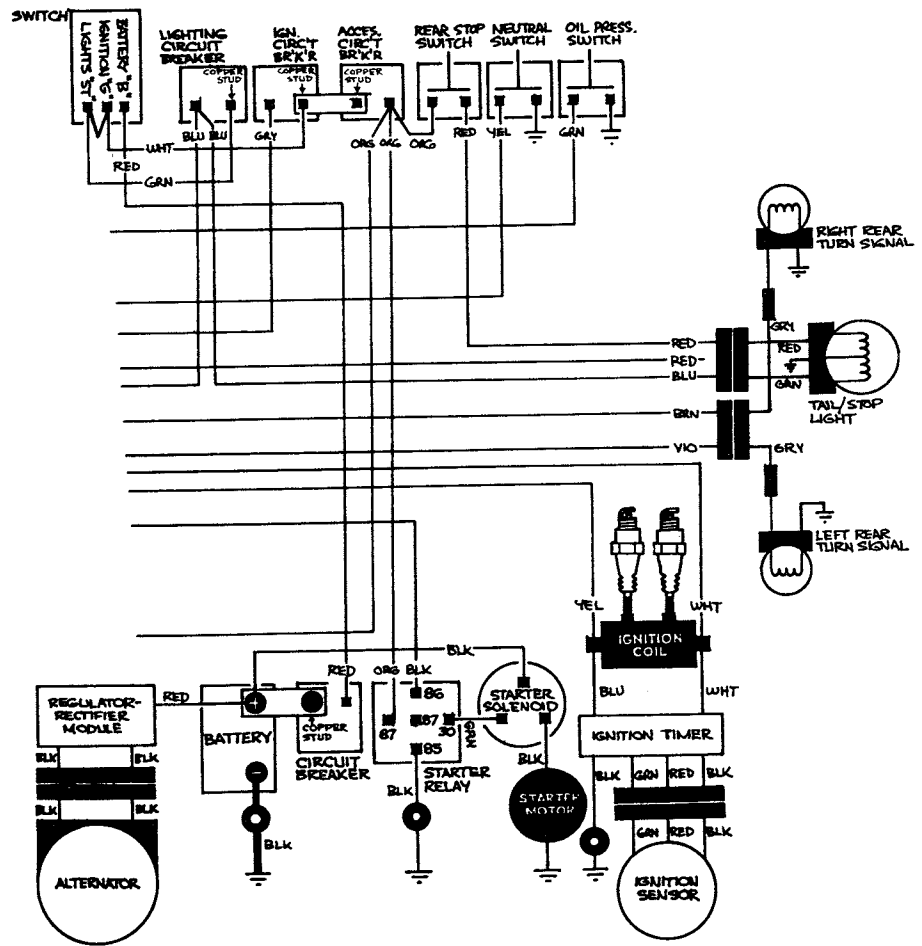 SWITCH
BATTERY "B"
IGNITION "G"
LIGHTS "ST"
LIGHTING
CIRCUIT
BREAKER
COPPER
STUD
IGN.
CIRC'T
BR'K'R
COPPER
STUD
ACCES.
CIRC'T
BR'K'R
COPPER
STUD
REAR STOP
SWITCH
NEUTRAL
SWITCH
OIL PRESS.
SWITCH
BLU
BLU
GRY
ORG
ORG
ORG
RED
YEL
GRN
WHT
RED
GRN
RIGHT REAR
TURN SIGNAL
GRY
RED
RED
RED-
BLU
GRN
TAIL/STOP
LIGHT
BRN
VIO
GRY
LEFT REAR
TURN SIGNAL
YEL
WHT
IGNITION
COIL
BLU
WHT
BLK
RED
ORG
BLK
RED
REGULATOR-
RECTIFIER
MODULE
BATTERY
COPPER
STUD
CIRCUIT
BREAKER
86
87
87
30
85
GRN
STARTER
RELAY
STARTER
SOLENOID
IGNITION TIMER
BLK
BLK
BLK
BLK
BLK
GRN
RED
BLK
STARTER
MOTOR
BLK
BLK
BLK
GRN
RED
BLK
ALTERNATOR
IGNITION
SENSOR